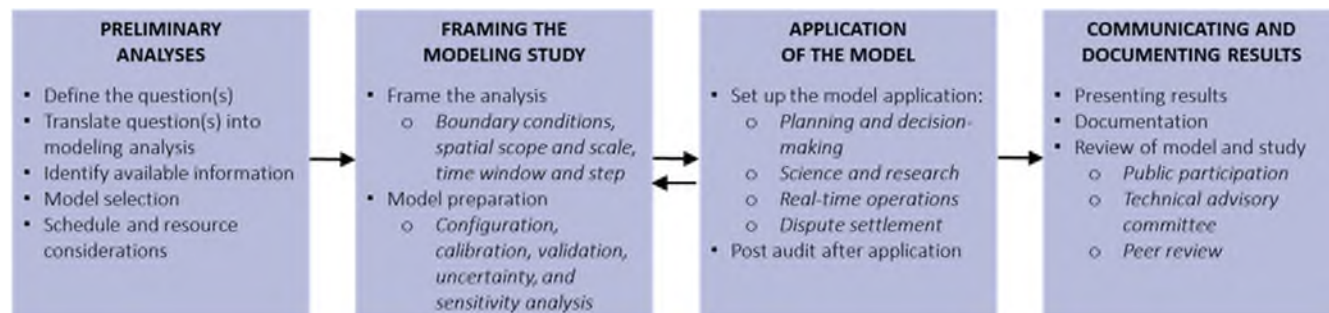 PRELIMINARY
ANALYSES
• Define the question(s)
• Translate question(s) into
modeling analysis
• Identify available information
• Model selection
• Schedule and resource
considerations
FRAMING THE
MODELING STUDY
• Frame the analysis
o Boundary conditions,
spatial scope and scale,
time window and step
• Model preparation
o Configuration,
calibration, validation,
uncertainty, and
sensitivity analysis
APPLICATION
OF THE MODEL
• Set up the model application:
o Planning and decision-
making
o Science and research
o Real-time operations
o Dispute settlement
• Post audit after application
COMMUNICATING AND
DOCUMENTING RESULTS
• Presenting results
• Documentation
• Review of model and study
o Public participation
o Technical advisory
committee
o Peer review